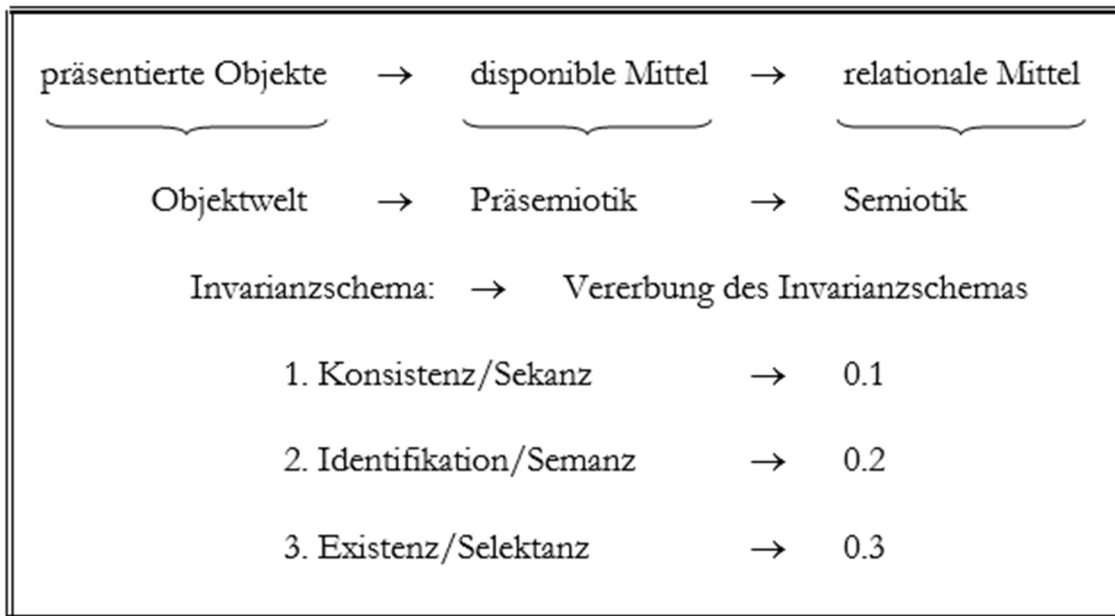 präsentierte Objekte → disponible Mittel → relationale Mittel
Objektwelt → Präsemiotik → Semiotik
Invarianzschema: → Vererbung des Invarianzschemas
1. Konsistenz/Sekanz → 0.1
2. Identifikation/Semanz → 0.2
3. Existenz/Selektanz → 0.3